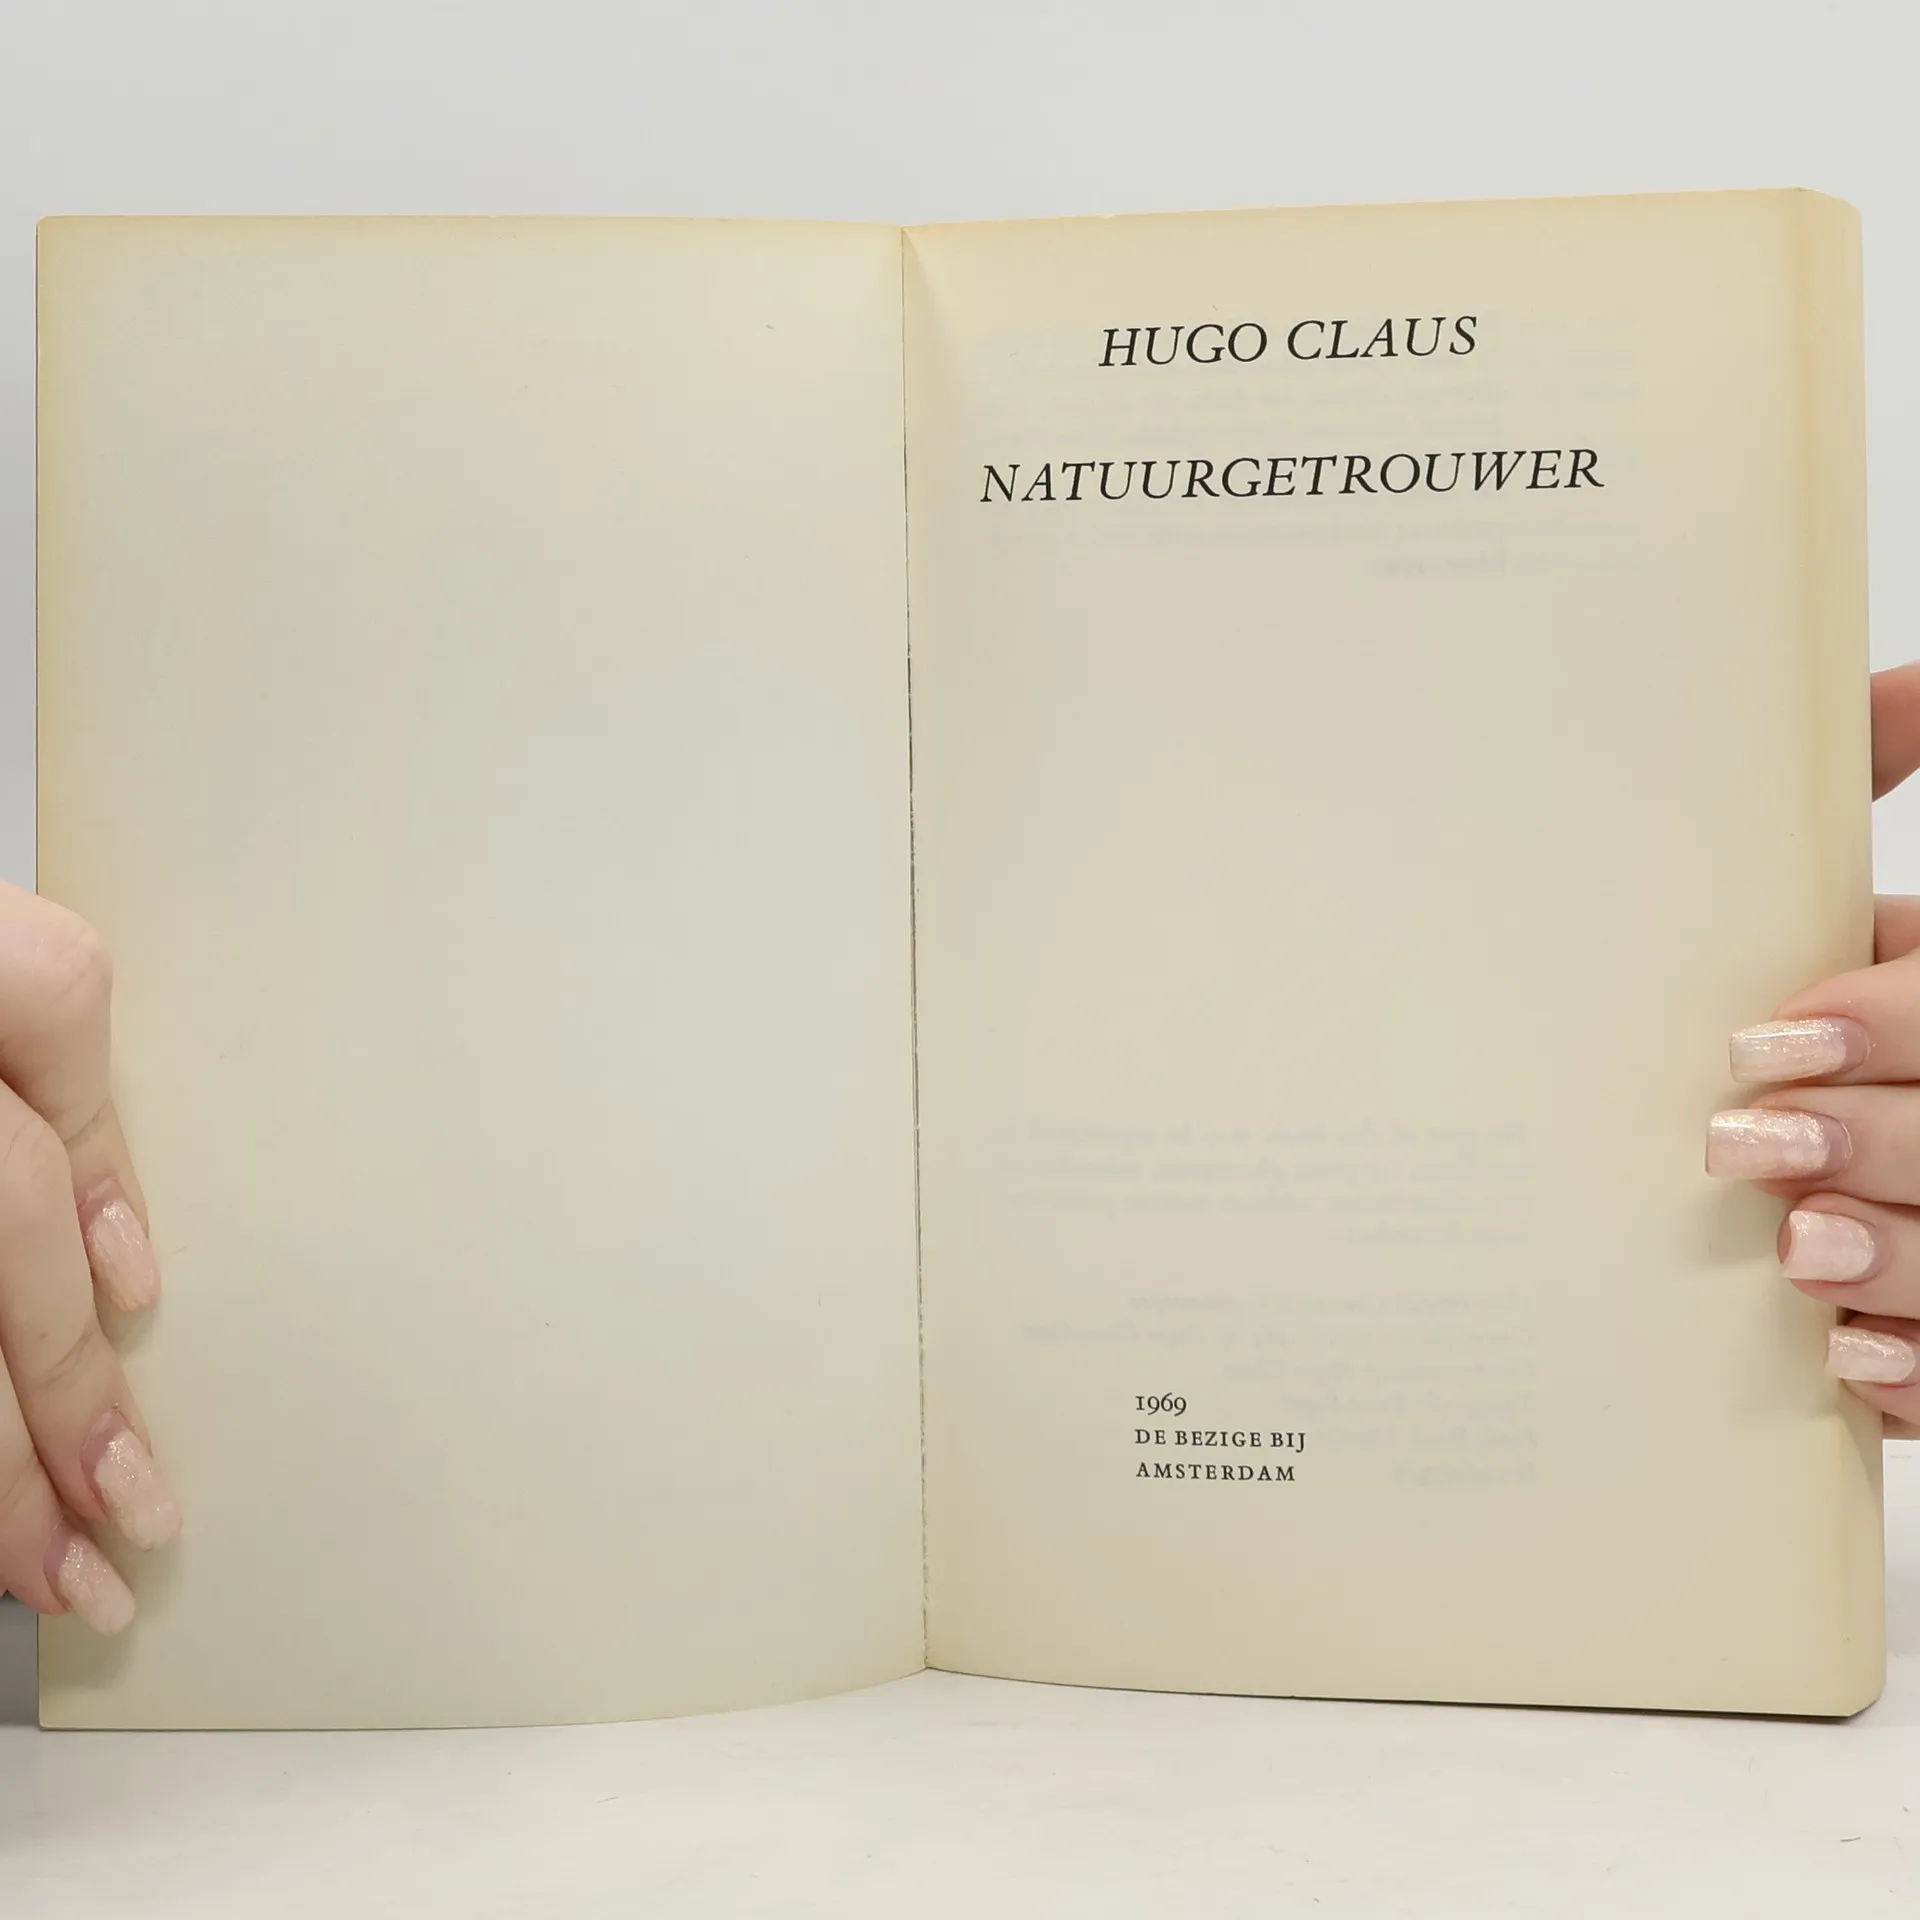 HUGO CLAUS
NATUURGETROUWER
1969
DE BEZIGE BIJ
AMSTERDAM